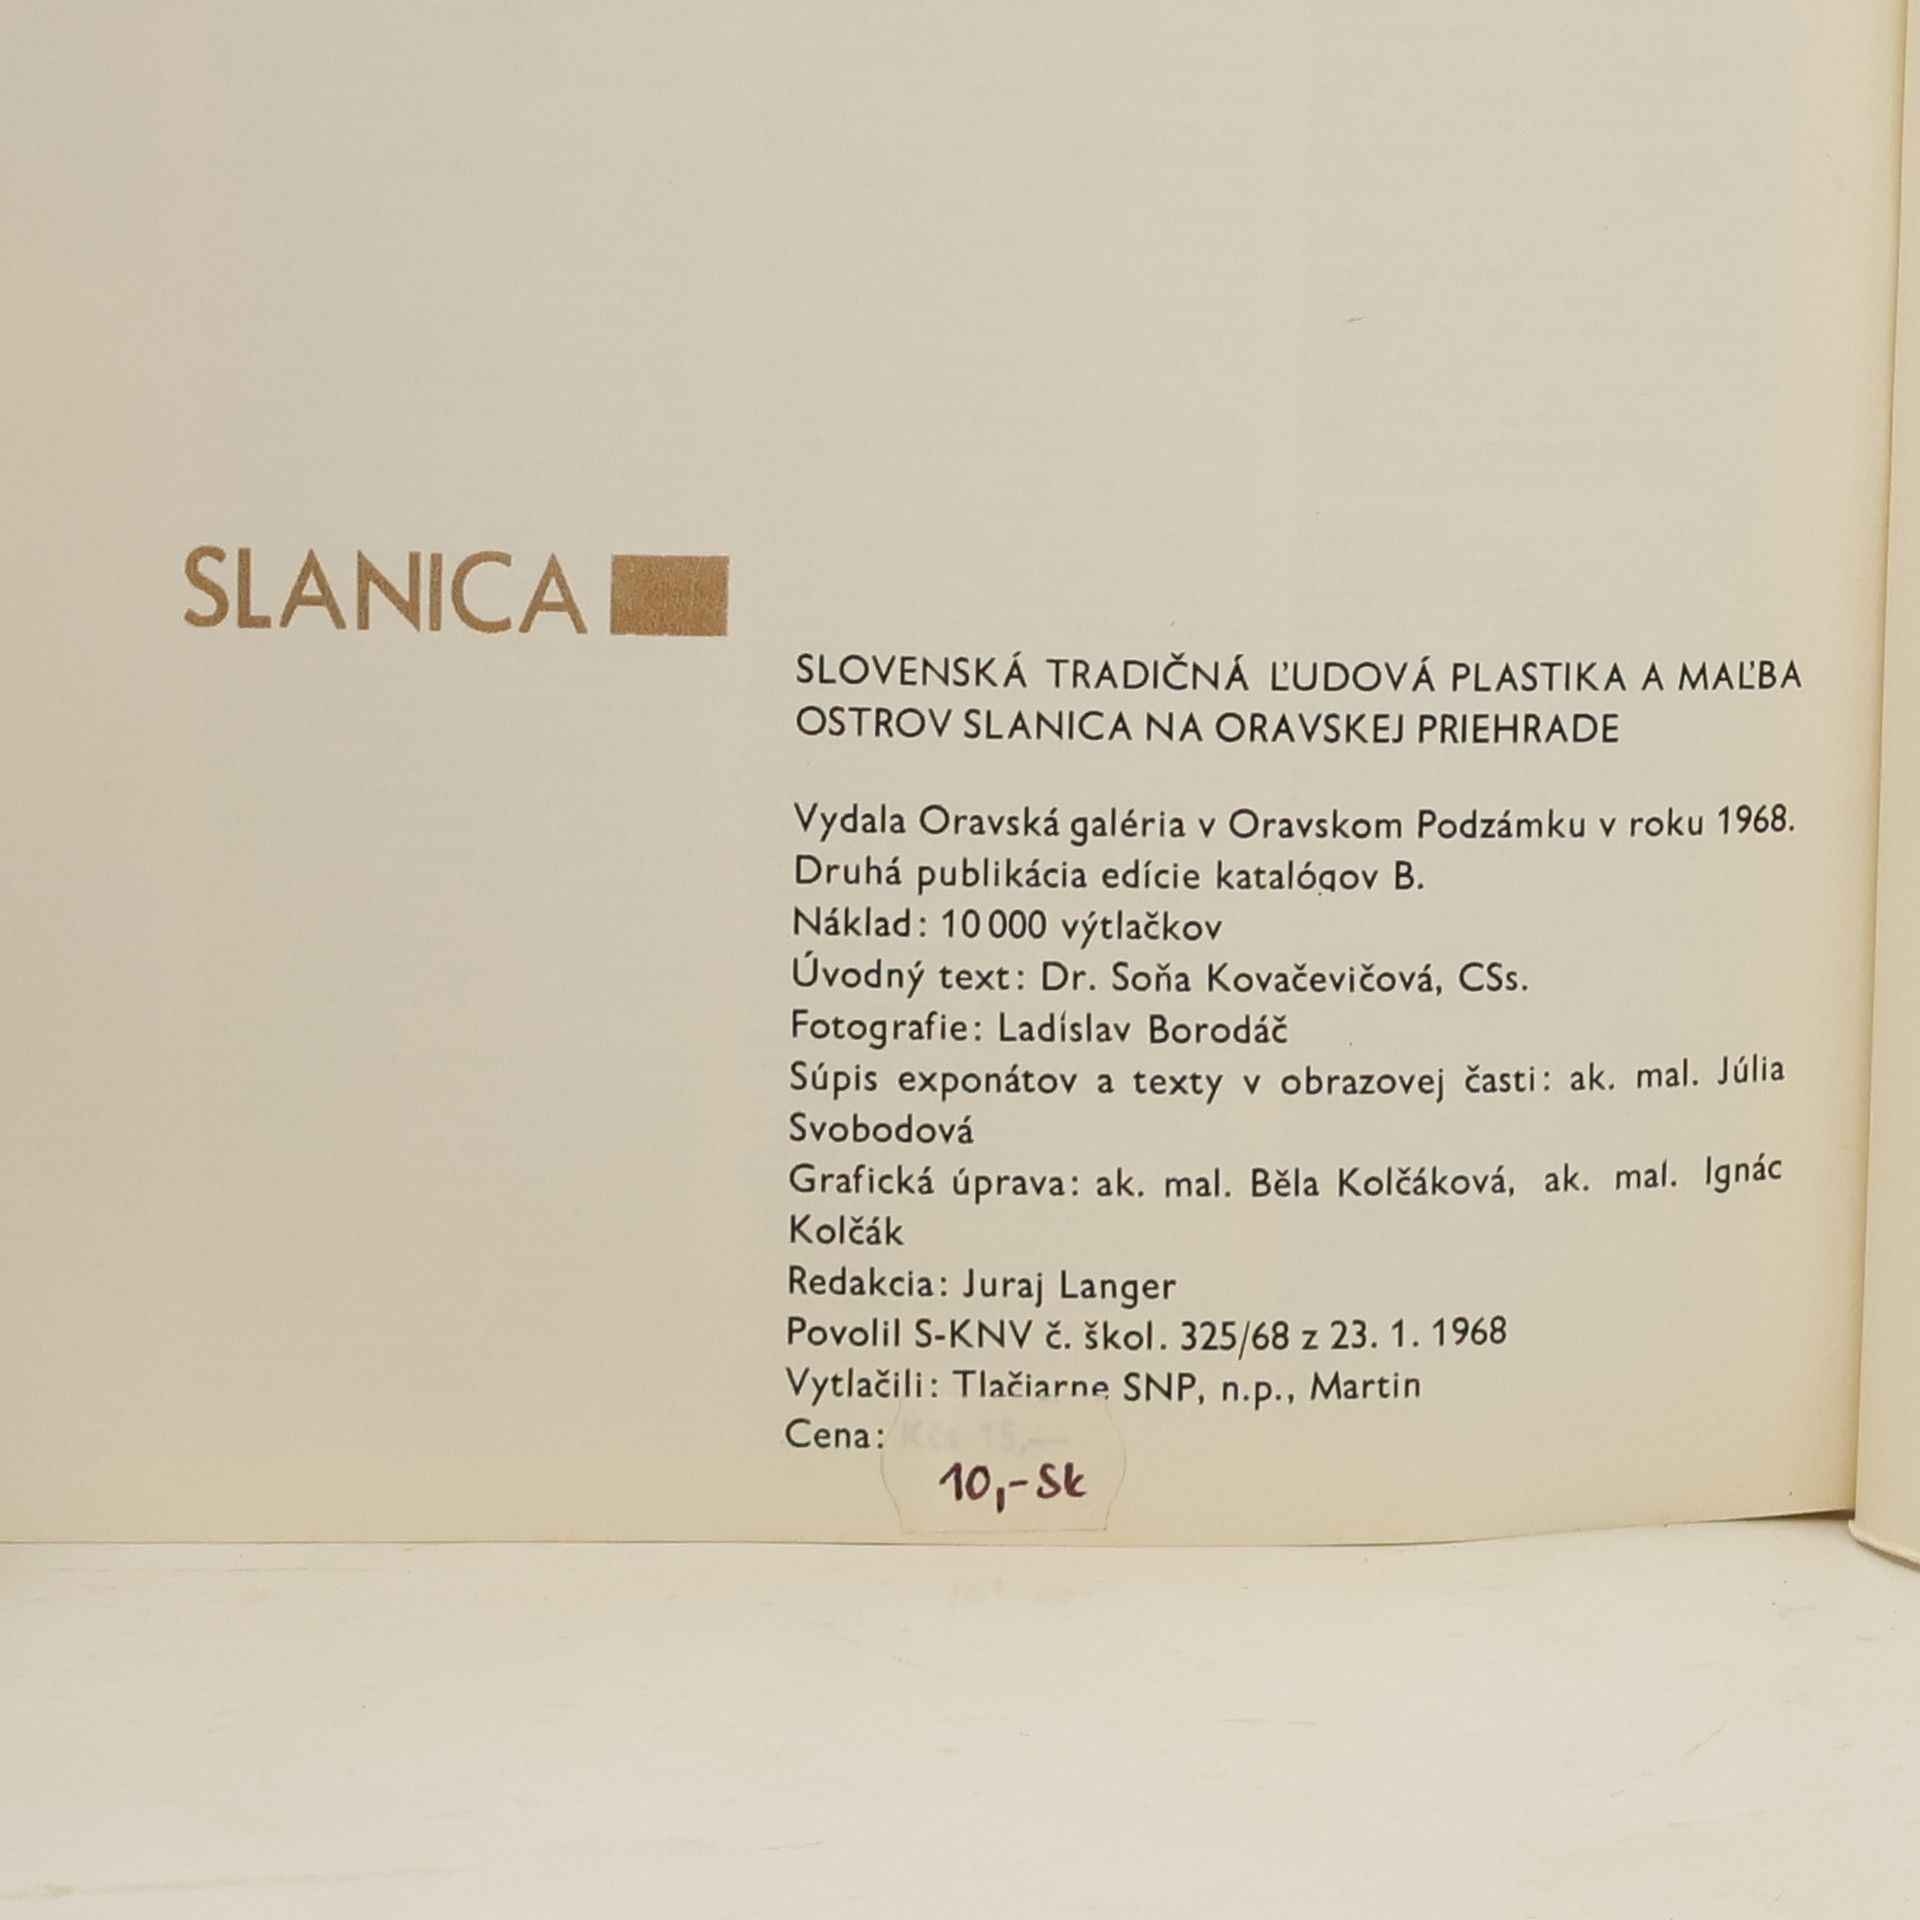 SLANICA
SLOVENSKÁ TRADIČNÁ ĽUDOVÁ PLASTIKA A MAĽBA
OSTROV SLANICA NA ORAVSKEJ PRIEHRADE
Vydala Oravská galéria v Oravskom Podzámku v roku 1968.
Druhá publikácia edície katalógov B.
Náklad: 10 000 výtlačkov
Úvodný text: Dr. Soňa Kovačevičová, CSs.
Fotografie: Ladíslav Borodáč
Súpis exponátov a texty v obrazovej časti: ak. mal. Júlia
Svobodová
Grafická úprava: ak. mal. Běla Kolčáková, ak. mal. Ignác
Kolčák
Redakcia: Juraj Langer
Povolil S-KNV č. škol. 325/68 z 23. 1. 1968
Vytlačili: Tlačiarne SNP, n.p., Martin
Cena: Kčs 15,—
10,- Sk